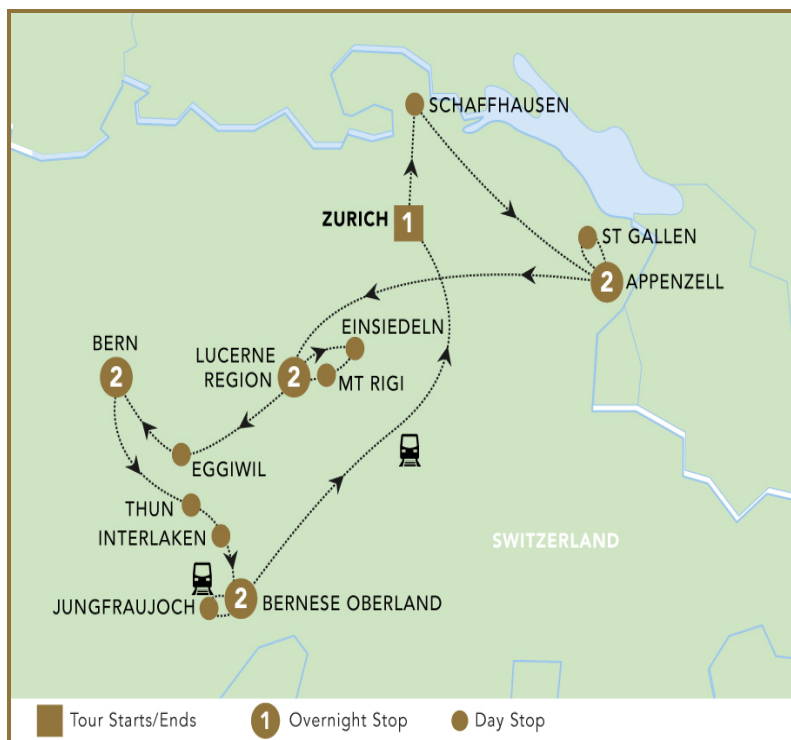 SCHAFFHAUSEN
ZURICH
1
ST GALLEN
2
APPENZELL
EINSIEDELN
BERN
LUCERNE
REGION
2
2
MT RIGI
EGGIWIL
THUN
INTERLAKEN
SWITZERLAND
JUNGFRAUJOCH
2
BERNESE OBERLAND
Tour Starts/Ends
1
Overnight Stop
Day Stop